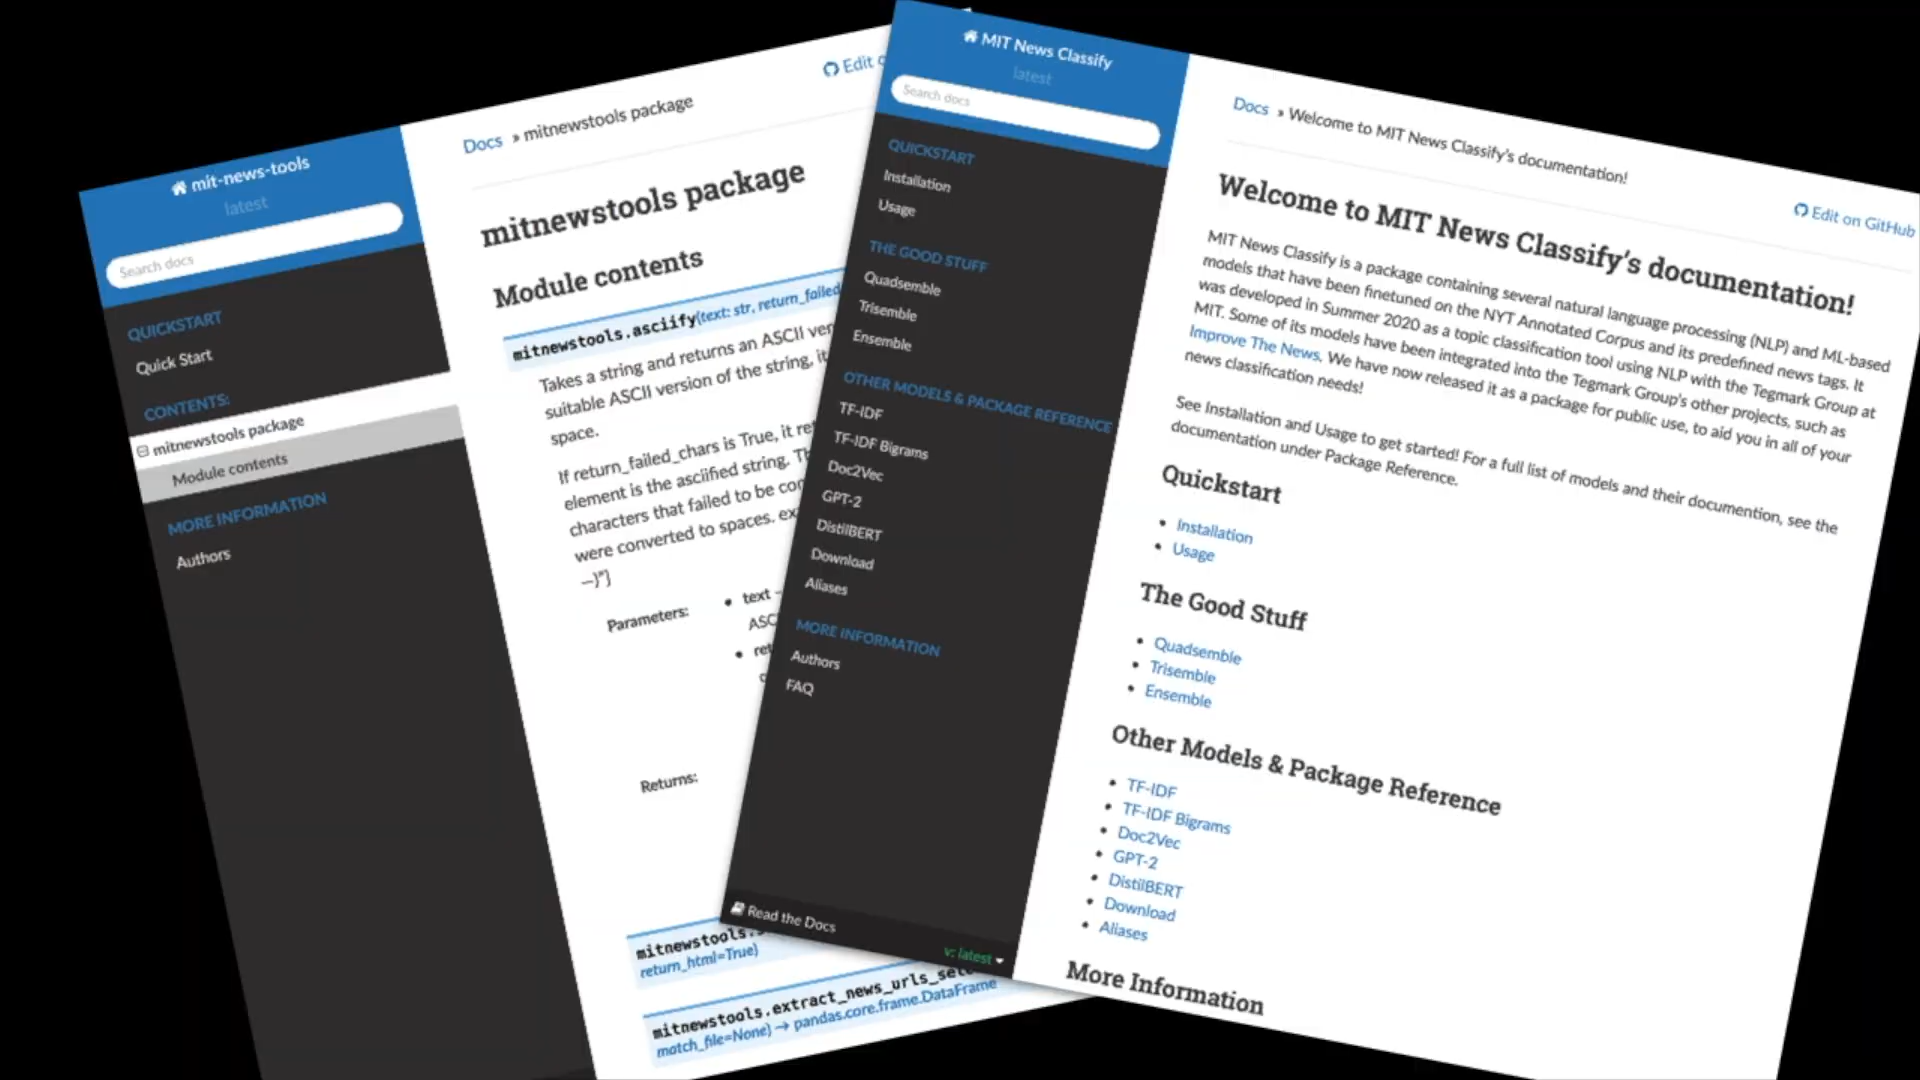 mit-news-tools
latest
Search docs
QUICKSTART
Quick Start
CONTENTS:
mitnewstools package
Module contents
MORE INFORMATION
Authors
Edit
Docs » mitnewstools package
mitnewstools package
Module contents
mitnewstools.asciify(text: str, return_failed
Takes a string and returns an ASCII
suitable ASCII version of the string, it
space.
If return_failed_chars is True, it
element is the asciified string.
characters that failed to be
were converted to spaces.
—}"}
Parameters:
• text
•
Returns:
mitnewstools.
return_html=True)
mitnewstools.extract_news_urls_
match_file=None) → pandas.core.frame.DataFrame
MIT News Classify
latest
Search docs
QUICKSTART
Installation
Usage
THE GOOD STUFF
Quadsemble
Trisemble
Ensemble
OTHER MODELS & PACKAGE REFERENCE
TF-IDF
TF-IDF Bigrams
Doc2Vec
GPT-2
DistilBERT
Download
Aliases
MORE INFORMATION
Authors
FAQ
Read the Docs
v: latest
Docs » Welcome to MIT News Classify's documentation!
Edit on GitHub
Welcome to MIT News Classify's documentation!
MIT News Classify is a package containing several natural language processing (NLP) and ML-based
models that have been finetuned on the NYT Annotated Corpus and its predefined news tags. It
was developed in Summer 2020 as a topic classification tool using NLP with the Tegmark Group at
MIT. Some of its models have been integrated into the Tegmark Group's other projects, such as
Improve The News. We have now released it as a package for public use, to aid you in all of your
news classification needs!
See Installation and Usage to get started! For a full list of models and their documention, see the
documentation under Package Reference.
Quickstart
• Installation
• Usage
The Good Stuff
• Quadsemble
• Trisemble
• Ensemble
Other Models & Package Reference
• TF-IDF
• TF-IDF Bigrams
• Doc2Vec
• GPT-2
• DistilBERT
• Download
• Aliases
More Information